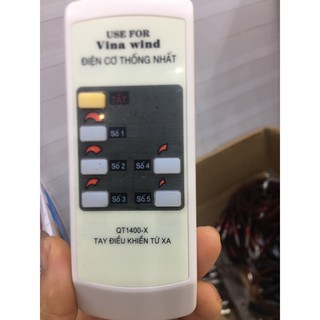 USE FOR
Vina wind
ĐIỆN CƠ THỐNG NHẤT
TẮT
Số 1
Số 2 Số 4
Số 3 Số 5
QT1400-X
TAY ĐIỀU KHIỂN TỪ XA